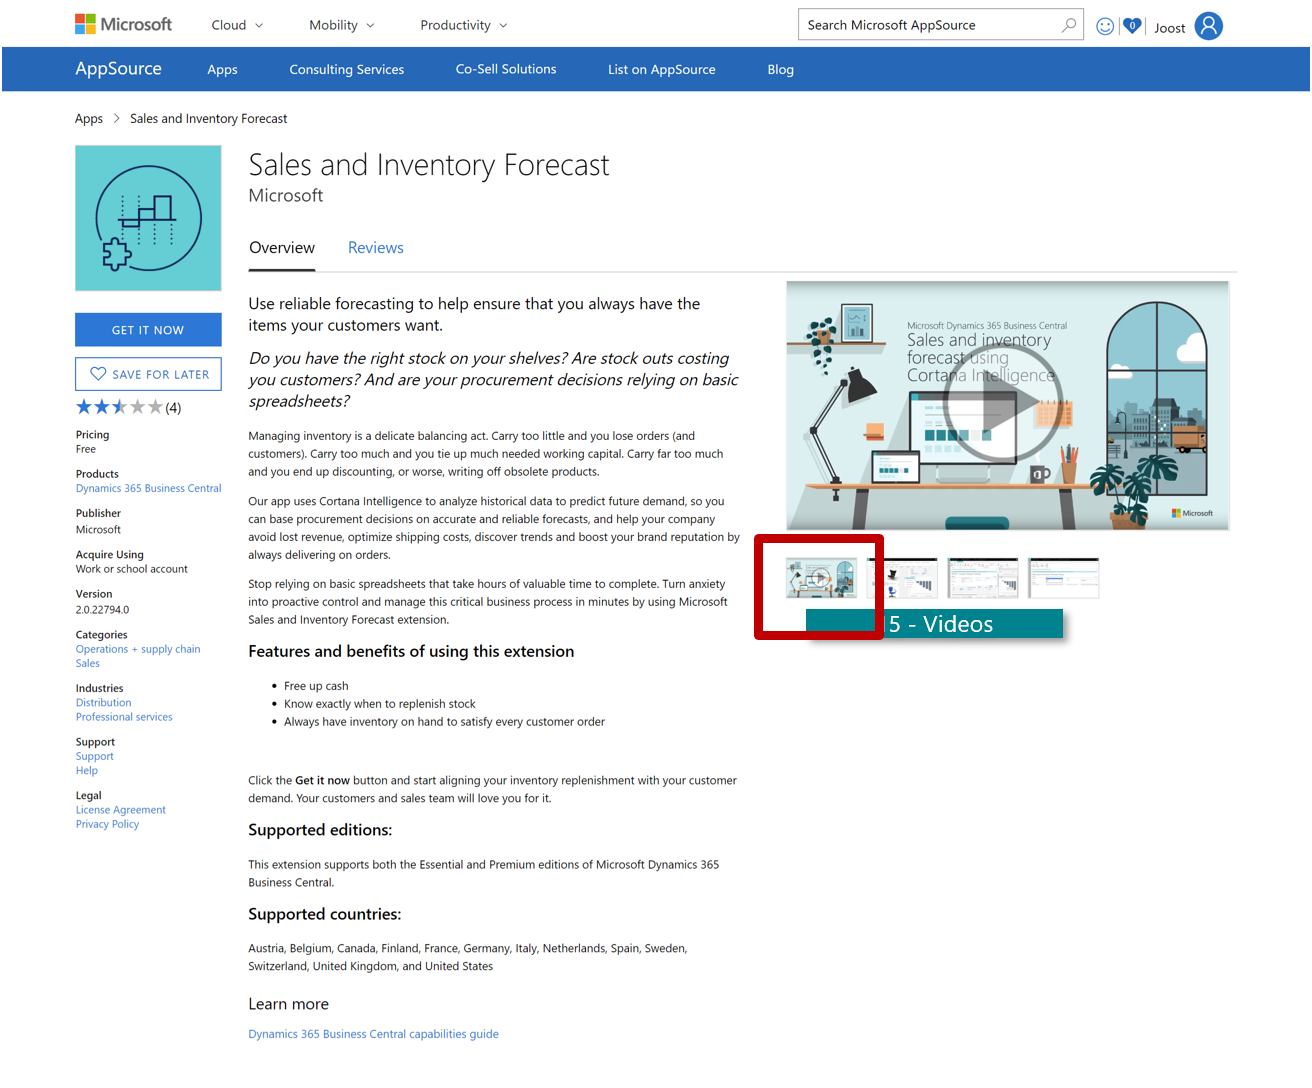 Microsoft
Cloud
Mobility
Productivity
Search Microsoft AppSource
0
Joost
AppSource
Apps
Consulting Services
Co-Sell Solutions
List on AppSource
Blog
Apps > Sales and Inventory Forecast
Sales and Inventory Forecast
Microsoft
Overview
Reviews
GET IT NOW
SAVE FOR LATER
(4)
Pricing
Free
Products
Dynamics 365 Business Central
Publisher
Microsoft
Acquire Using
Work or school account
Version
2.0.22794.0
Categories
Operations + supply chain
Sales
Industries
Distribution
Professional services
Support
Support
Help
Legal
License Agreement
Privacy Policy
Use reliable forecasting to help ensure that you always have the
items your customers want.
Do you have the right stock on your shelves? Are stock outs costing
you customers? And are your procurement decisions relying on basic
spreadsheets?
Managing inventory is a delicate balancing act. Carry too little and you lose orders (and
customers). Carry too much and you tie up much needed working capital. Carry far too much
and you end up discounting, or worse, writing off obsolete products.
Our app uses Cortana Intelligence to analyze historical data to predict future demand, so you
can base procurement decisions on accurate and reliable forecasts, and help your company
avoid lost revenue, optimize shipping costs, discover trends and boost your brand reputation by
always delivering on orders.
Stop relying on basic spreadsheets that take hours of valuable time to complete. Turn anxiety
into proactive control and manage this critical business process in minutes by using Microsoft
Sales and Inventory Forecast extension.
Features and benefits of using this extension
• Free up cash
• Know exactly when to replenish stock
• Always have inventory on hand to satisfy every customer order
Click the Get it now button and start aligning your inventory replenishment with your customer
demand. Your customers and sales team will love you for it.
Supported editions:
This extension supports both the Essential and Premium editions of Microsoft Dynamics 365
Business Central.
Supported countries:
Austria, Belgium, Canada, Finland, France, Germany, Italy, Netherlands, Spain, Sweden,
Switzerland, United Kingdom, and United States
Learn more
Dynamics 365 Business Central capabilities guide
Microsoft Dynamics 365 Business Central
Sales and inventory
forecast using
Cortana Intelligence
Microsoft
5 - Videos